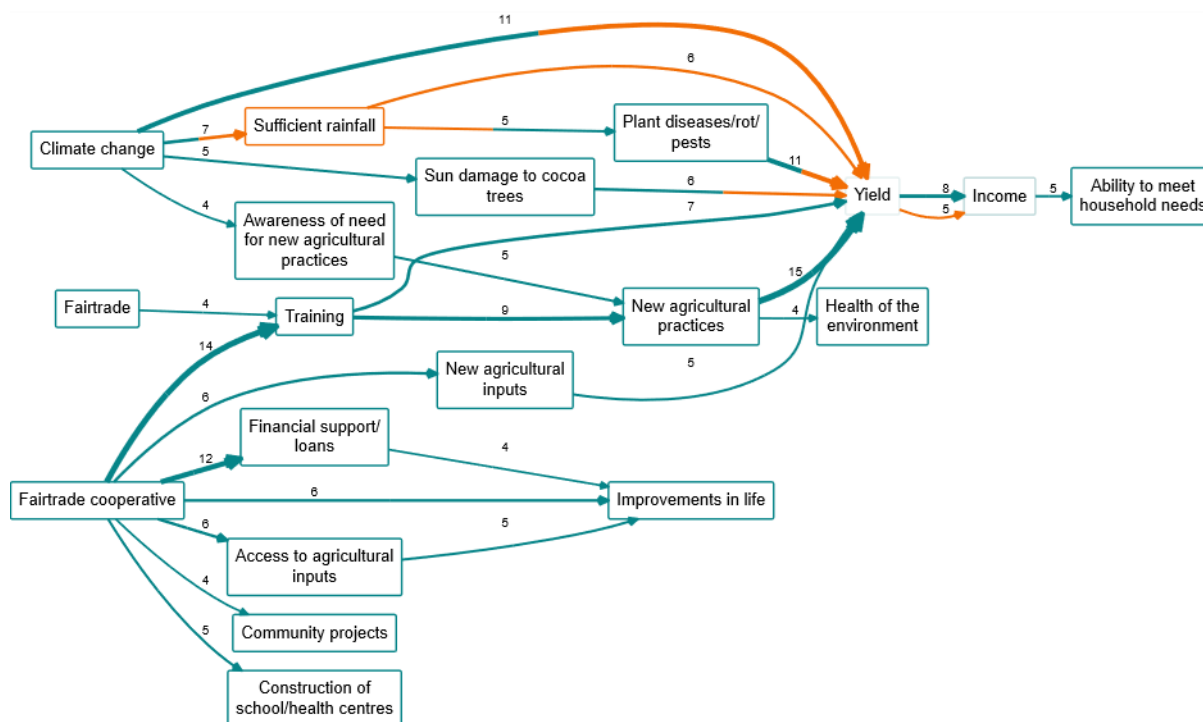 11
6
Sufficient rainfall
7
5
Plant diseases/rot/
pests
Climate change
5
11
Sun damage to cocoa
trees
6
7
Yield
8
5
Income
5
Ability to meet
household needs
4
Awareness of need
for new agricultural
practices
5
15
Fairtrade
4
Training
9
New agricultural
practices
4
Health of the
environment
14
6
New agricultural
inputs
5
Financial support/
loans
4
12
Fairtrade cooperative
6
Improvements in life
6
Access to agricultural
inputs
5
4
Community projects
5
Construction of
school/health centres